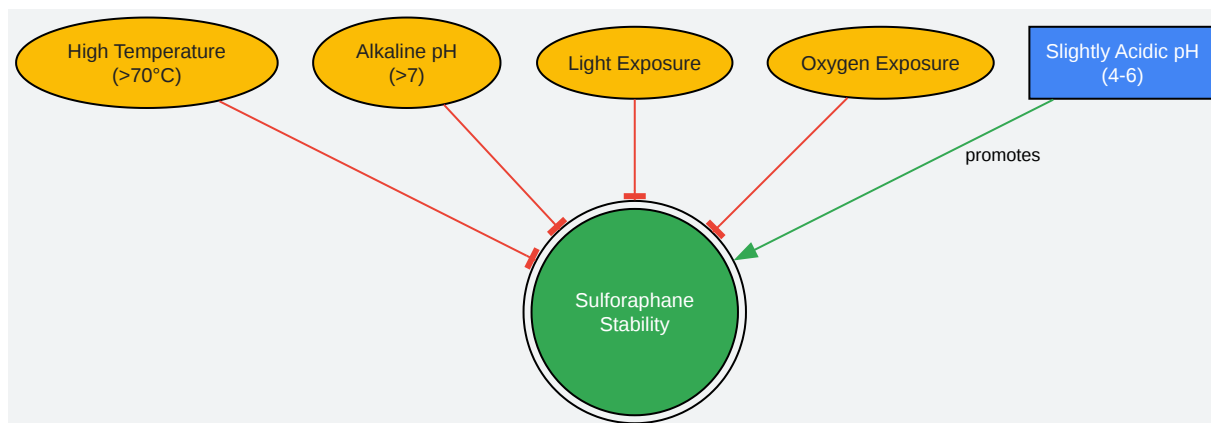 High Temperature
(>70°C)
Alkaline pH
(>7)
Light Exposure
Oxygen Exposure
Slightly Acidic pH
(4-6)
promotes
Sulforaphane
Stability